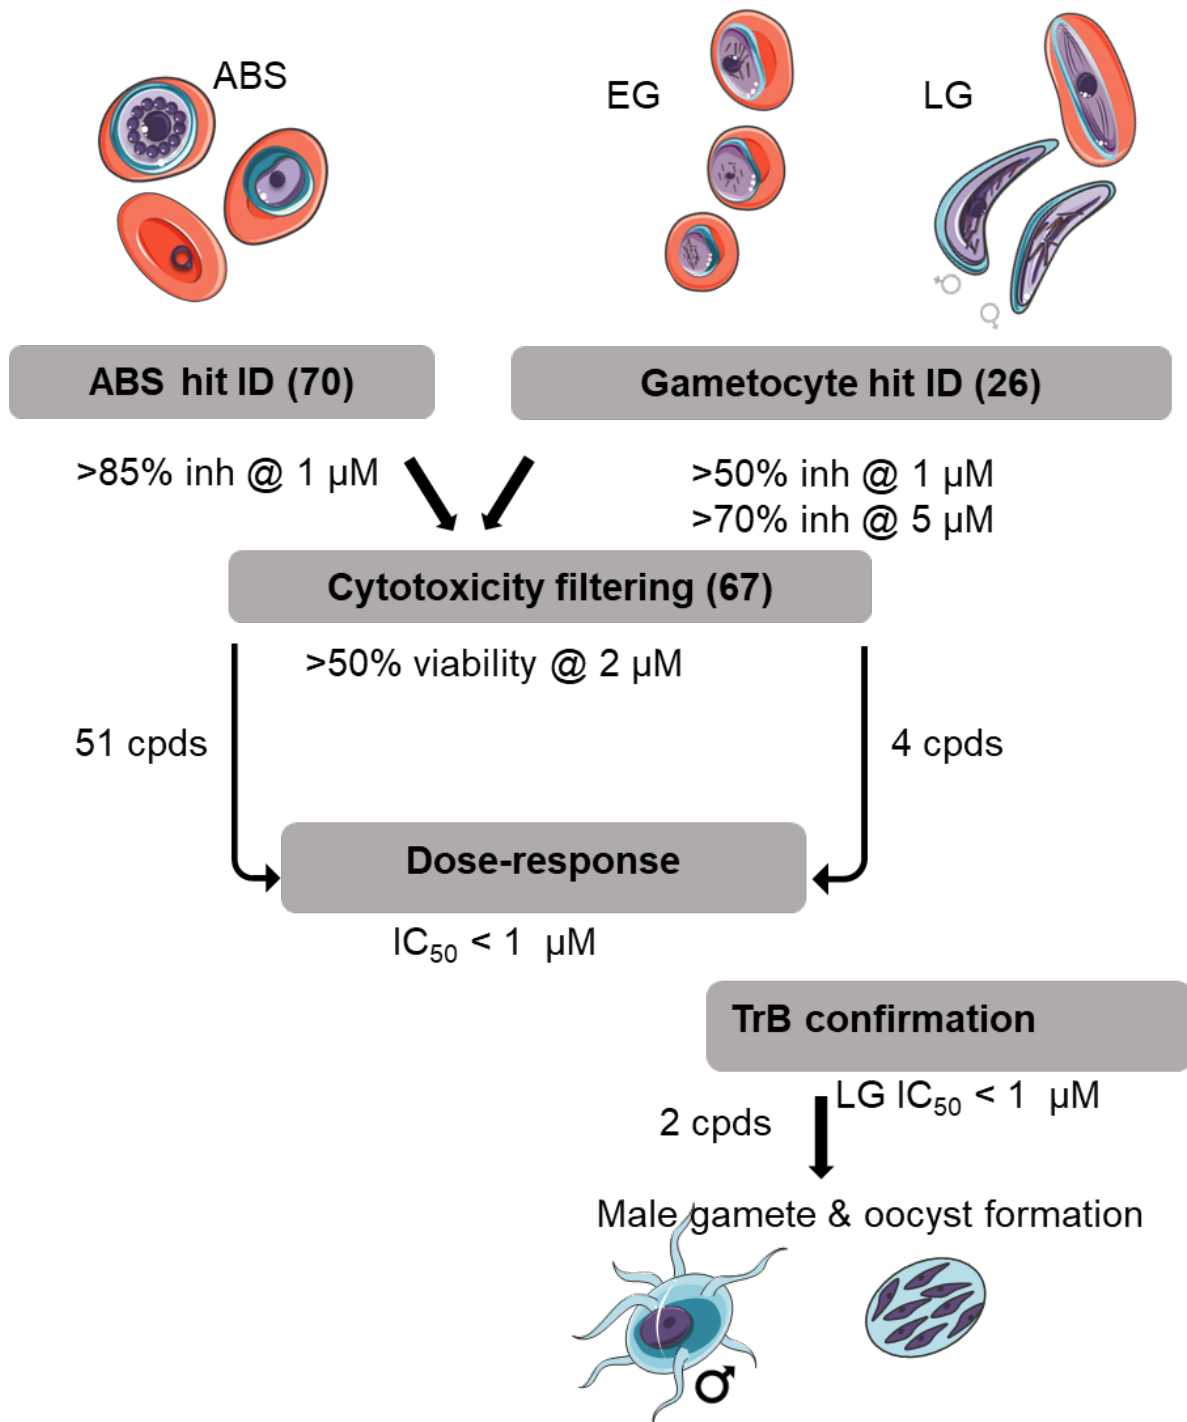 ABS
EG
LG
ABS hit ID (70)
Gametocyte hit ID (26)
>85% inh @ 1 µM
>50% inh @ 1 µM
>70% inh @ 5 µM
Cytotoxicity filtering (67)
>50% viability @ 2 µM
51 cpds
4 cpds
Dose-response
IC₅₀ < 1 µM
TrB confirmation
LG IC₅₀ < 1 µM
2 cpds
Male gamete & oocyst formation